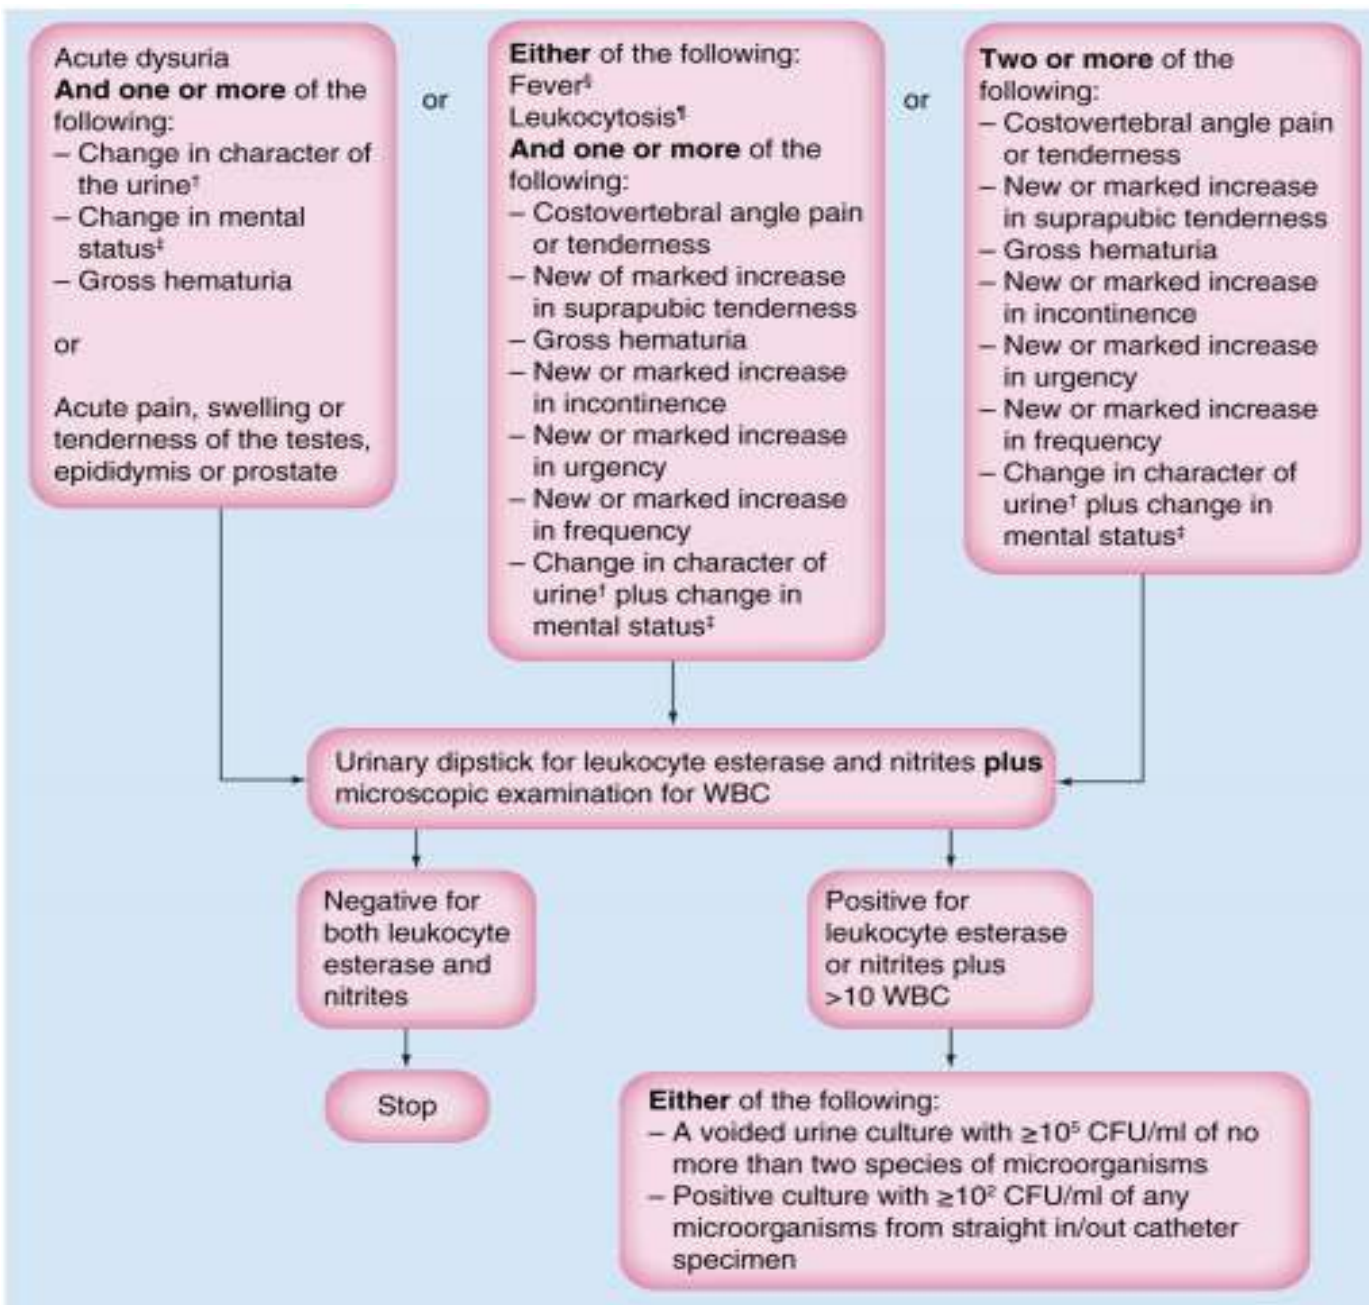 Acute dysuria
And one or more of the
following:
– Change in character of
the urine†
– Change in mental
status‡
– Gross hematuria
or
Acute pain, swelling or
tenderness of the testes,
epididymis or prostate
or
Either of the following:
Fever§
Leukocytosis¶
And one or more of the
following:
– Costovertebral angle pain
or tenderness
– New of marked increase
in suprapubic tenderness
– Gross hematuria
– New or marked increase
in incontinence
– New or marked increase
in urgency
– New or marked increase
in frequency
– Change in character of
urine† plus change in
mental status‡
or
Two or more of the
following:
– Costovertebral angle pain
or tenderness
– New or marked increase
in suprapubic tenderness
– Gross hematuria
– New or marked increase
in incontinence
– New or marked increase
in urgency
– New or marked increase
in frequency
– Change in character of
urine† plus change in
mental status‡
Urinary dipstick for leukocyte esterase and nitrites plus
microscopic examination for WBC
Negative for
both leukocyte
esterase and
nitrites
Positive for
leukocyte esterase
or nitrites plus
>10 WBC
Stop
Either of the following:
– A voided urine culture with ≥10⁵ CFU/ml of no
more than two species of microorganisms
– Positive culture with ≥10² CFU/ml of any
microorganisms from straight in/out catheter
specimen